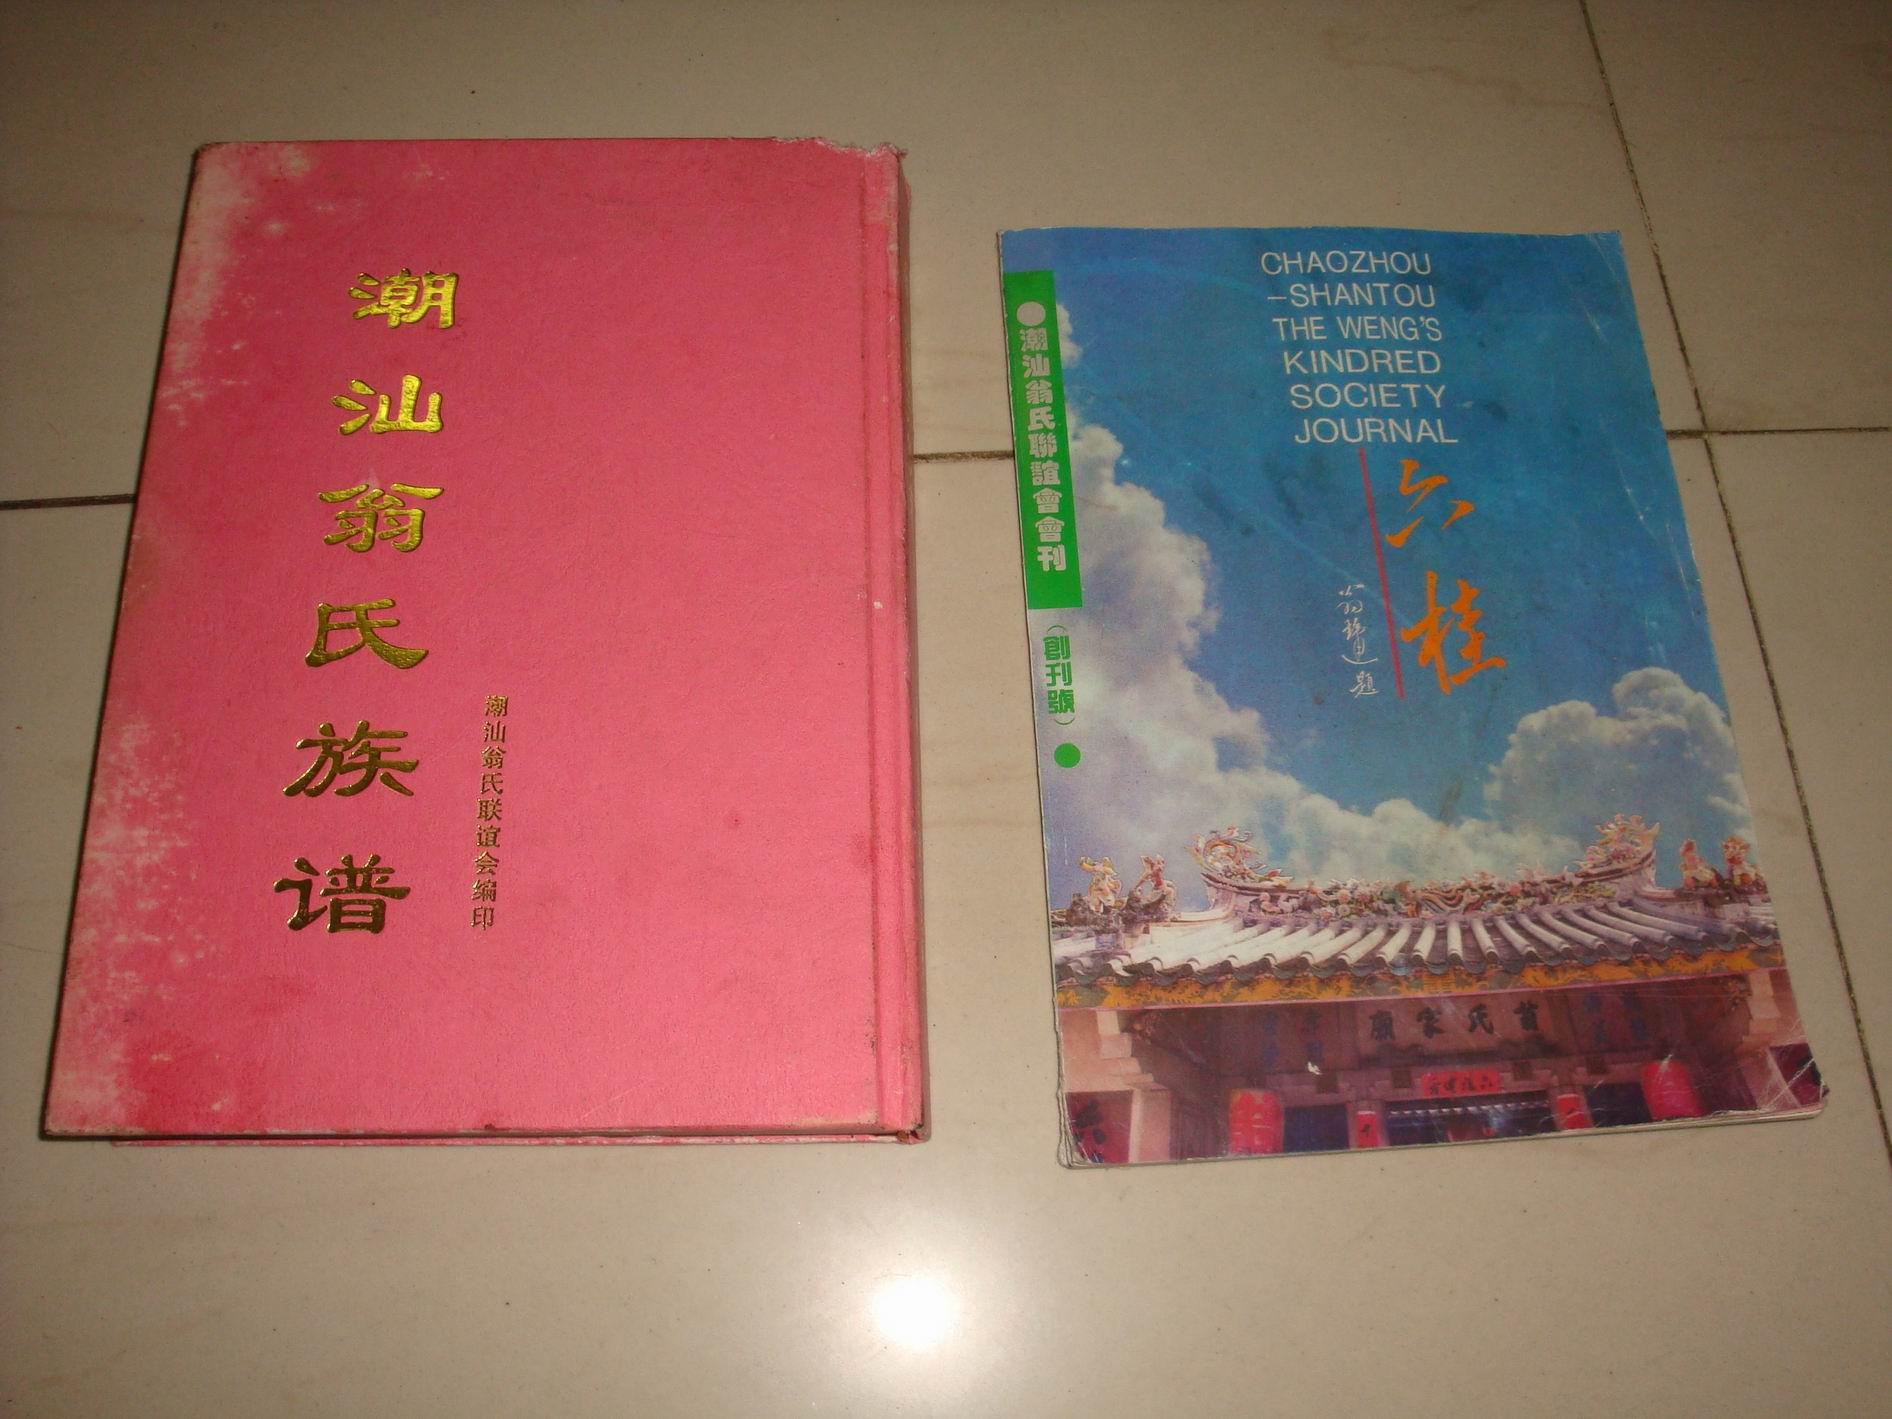 潮汕翁氏族谱
潮汕翁氏联谊会编印
CHAOZHOU
-SHANTOU
THE WENG'S
KINDRED
SOCIETY
JOURNAL
六桂
題
潮汕翁氏聯誼會會刊
(創刊號)
氏家廟